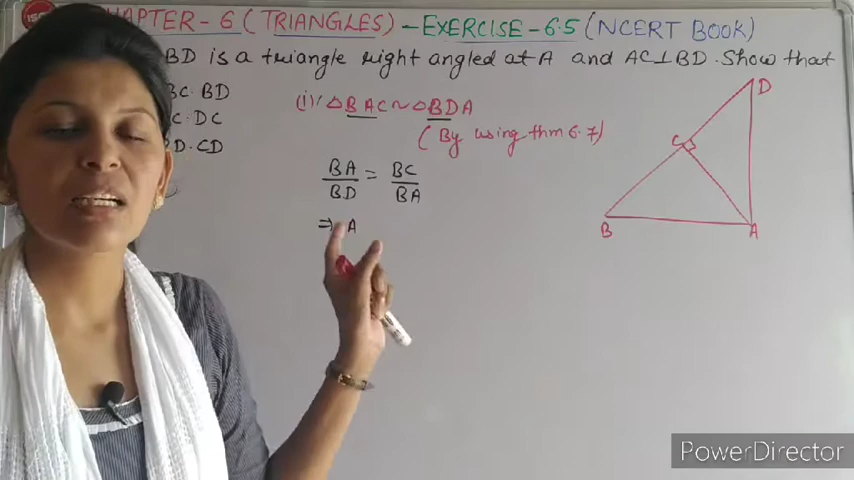 CHAPTER-6 (TRIANGLES) - EXERCISE-6.5 (NCERT BOOK)
BD is a triangle right angled at A and AC⊥BD. Show that
BC. BD
C. DC
D. CD
(i): △BAC ~ △BDA
(By using thm 6.7)
BA/BD = BC/BA
⇒ A
D
C
B
A
PowerDirector